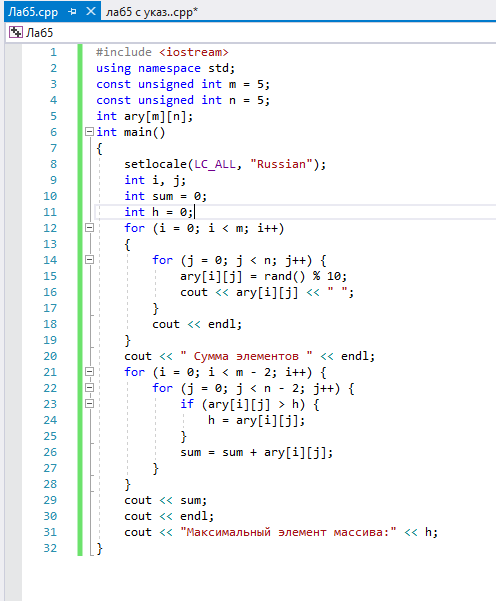 Лаб5.cpp лаб5 с указ..cpp*
Лаб5
1 #include <iostream>
2 using namespace std;
3 const unsigned int m = 5;
4 const unsigned int n = 5;
5 int ary[m][n];
6 int main()
7 {
8 setlocale(LC_ALL, "Russian");
9 int i, j;
10 int sum = 0;
11 int h = 0;
12 for (i = 0; i < m; i++)
13 {
14 for (j = 0; j < n; j++) {
15 ary[i][j] = rand() % 10;
16 cout << ary[i][j] << " ";
17 }
18 cout << endl;
19 }
20 cout << " Сумма элементов " << endl;
21 for (i = 0; i < m - 2; i++) {
22 for (j = 0; j < n - 2; j++) {
23 if (ary[i][j] > h) {
24 h = ary[i][j];
25 }
26 sum = sum + ary[i][j];
27 }
28 }
29 cout << sum;
30 cout << endl;
31 cout << "Максимальный элемент массива:" << h;
32 }